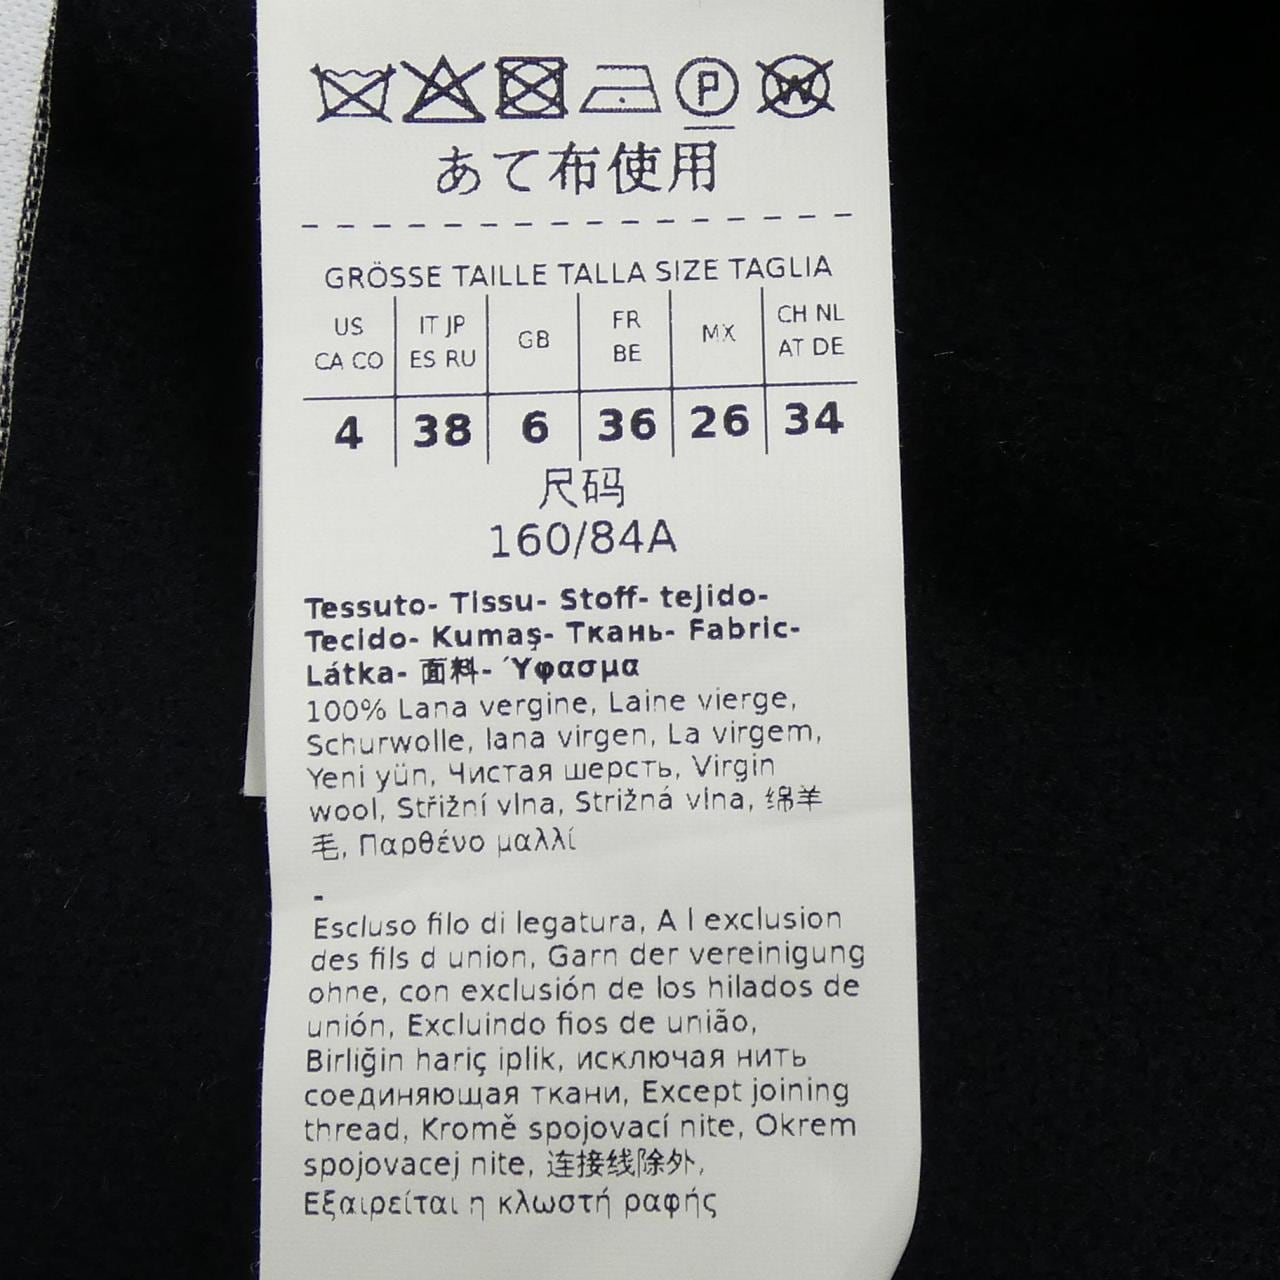 P W
あて布使用
GRÖSSE TAILLE TALLA SIZE TAGLIA
US CA CO IT JP ES RU GB FR BE MX CH NL AT DE
4 38 6 36 26 34
尺码
160/84A
Tessuto- Tissu- Stoff- tejido-
Tecido- Kumaş- Ткань- Fabric-
Látka- 面料- Ύφασμα
100% Lana vergine, Laine vierge,
Schurwolle, lana virgen, La virgem,
Yeni yün, Чистая шерсть, Virgin
wool, Střižní vlna, Strižná vlna, 绵羊
毛, Παρθένο μαλλί
-
Escluso filo di legatura, A l exclusion
des fils d union, Garn der vereinigung
ohne, con exclusión de los hilados de
unión, Excluindo fios de união,
Birliğin hariç iplik, исключая нить
соединяющая ткани, Except joining
thread, Kromě spojovací nite, Okrem
spojovacej nite, 连接线除外,
Εξαιρείται η κλωστή ραφής